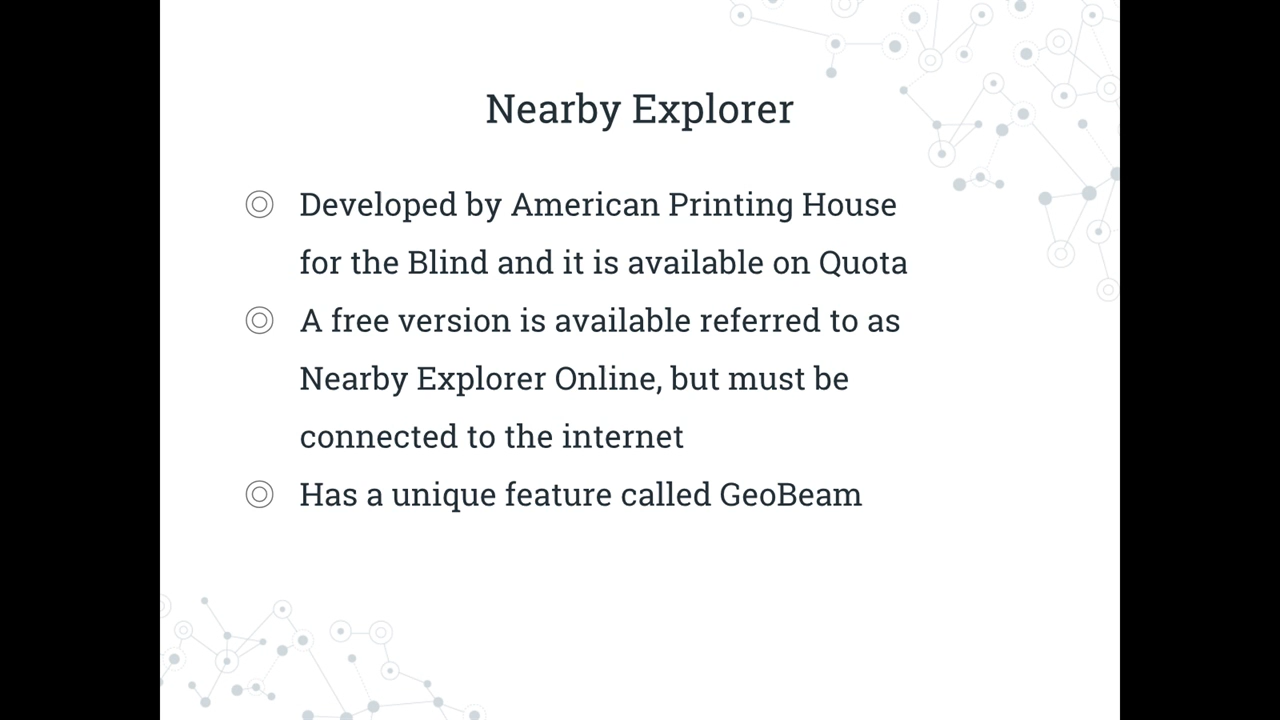 Nearby Explorer
Developed by American Printing House
for the Blind and it is available on Quota
A free version is available referred to as
Nearby Explorer Online, but must be
connected to the internet
Has a unique feature called GeoBeam